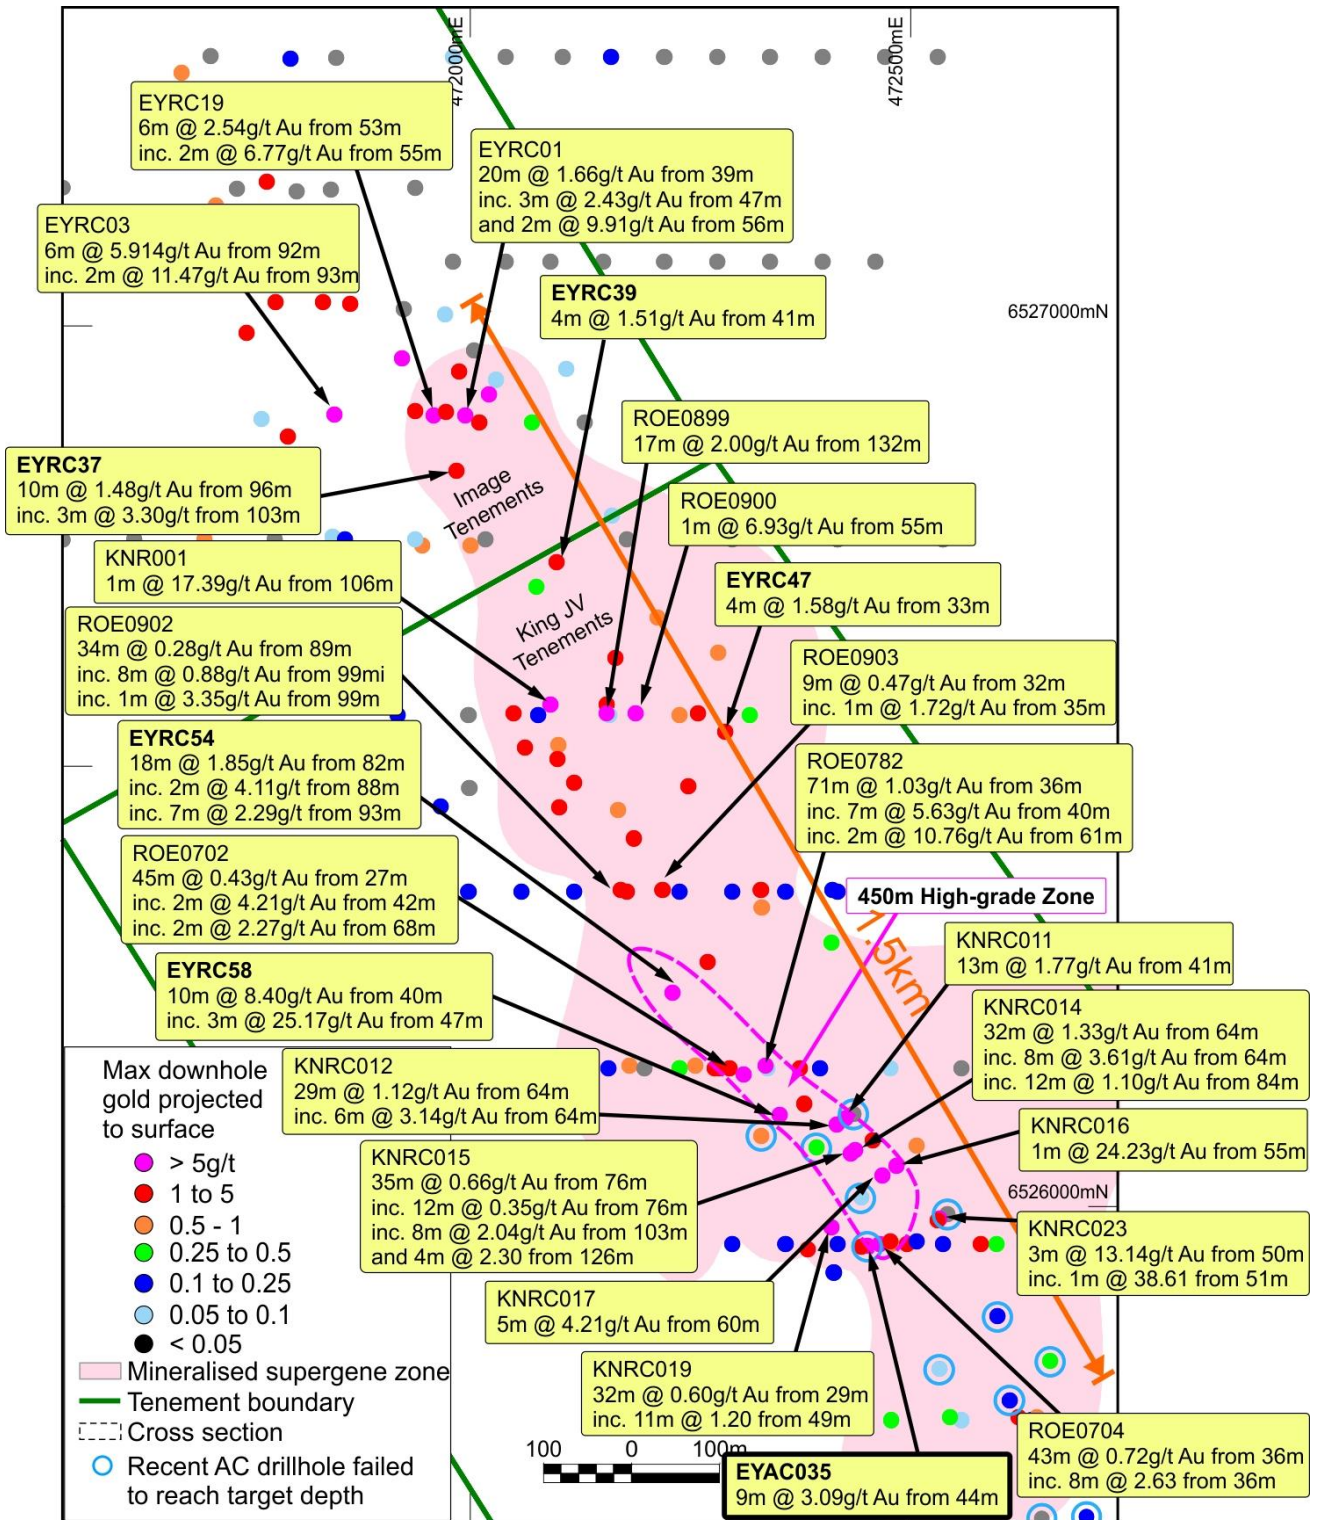 472000mE
472500mE
EYRC19
6m @ 2.54g/t Au from 53m
inc. 2m @ 6.77g/t Au from 55m
EYRC01
20m @ 1.66g/t Au from 39m
inc. 3m @ 2.43g/t Au from 47m
and 2m @ 9.91g/t Au from 56m
EYRC03
6m @ 5.914g/t Au from 92m
inc. 2m @ 11.47g/t Au from 93m
EYRC39
4m @ 1.51g/t Au from 41m
6527000mN
ROE0899
17m @ 2.00g/t Au from 132m
EYRC37
10m @ 1.48g/t Au from 96m
inc. 3m @ 3.30g/t from 103m
Image
Tenements
ROE0900
1m @ 6.93g/t Au from 55m
KNR001
1m @ 17.39g/t Au from 106m
EYRC47
4m @ 1.58g/t Au from 33m
King JV
Tenements
ROE0902
34m @ 0.28g/t Au from 89m
inc. 8m @ 0.88g/t Au from 99mi
inc. 1m @ 3.35g/t Au from 99m
ROE0903
9m @ 0.47g/t Au from 32m
inc. 1m @ 1.72g/t Au from 35m
EYRC54
18m @ 1.85g/t Au from 82m
inc. 2m @ 4.11g/t from 88m
inc. 7m @ 2.29g/t from 93m
ROE0782
71m @ 1.03g/t Au from 36m
inc. 7m @ 5.63g/t Au from 40m
inc. 2m @ 10.76g/t Au from 61m
ROE0702
45m @ 0.43g/t Au from 27m
inc. 2m @ 4.21g/t Au from 42m
inc. 2m @ 2.27g/t Au from 68m
450m High-grade Zone
1.5km
KNRC011
13m @ 1.77g/t Au from 41m
EYRC58
10m @ 8.40g/t Au from 40m
inc. 3m @ 25.17g/t Au from 47m
KNRC014
32m @ 1.33g/t Au from 64m
inc. 8m @ 3.61g/t Au from 64m
inc. 12m @ 1.10g/t Au from 84m
KNRC012
29m @ 1.12g/t Au from 64m
inc. 6m @ 3.14g/t Au from 64m
KNRC016
1m @ 24.23g/t Au from 55m
KNRC015
35m @ 0.66g/t Au from 76m
inc. 12m @ 0.35g/t Au from 76m
inc. 8m @ 2.04g/t Au from 103m
and 4m @ 2.30 from 126m
6526000mN
KNRC023
3m @ 13.14g/t Au from 50m
inc. 1m @ 38.61 from 51m
KNRC017
5m @ 4.21g/t Au from 60m
KNRC019
32m @ 0.60g/t Au from 29m
inc. 11m @ 1.20 from 49m
ROE0704
43m @ 0.72g/t Au from 36m
inc. 8m @ 2.63 from 36m
EYAC035
9m @ 3.09g/t Au from 44m
100 0 100m
Max downhole
gold projected
to surface
> 5g/t
1 to 5
0.5 - 1
0.25 to 0.5
0.1 to 0.25
0.05 to 0.1
< 0.05
Mineralised supergene zone
Tenement boundary
Cross section
Recent AC drillhole failed
to reach target depth